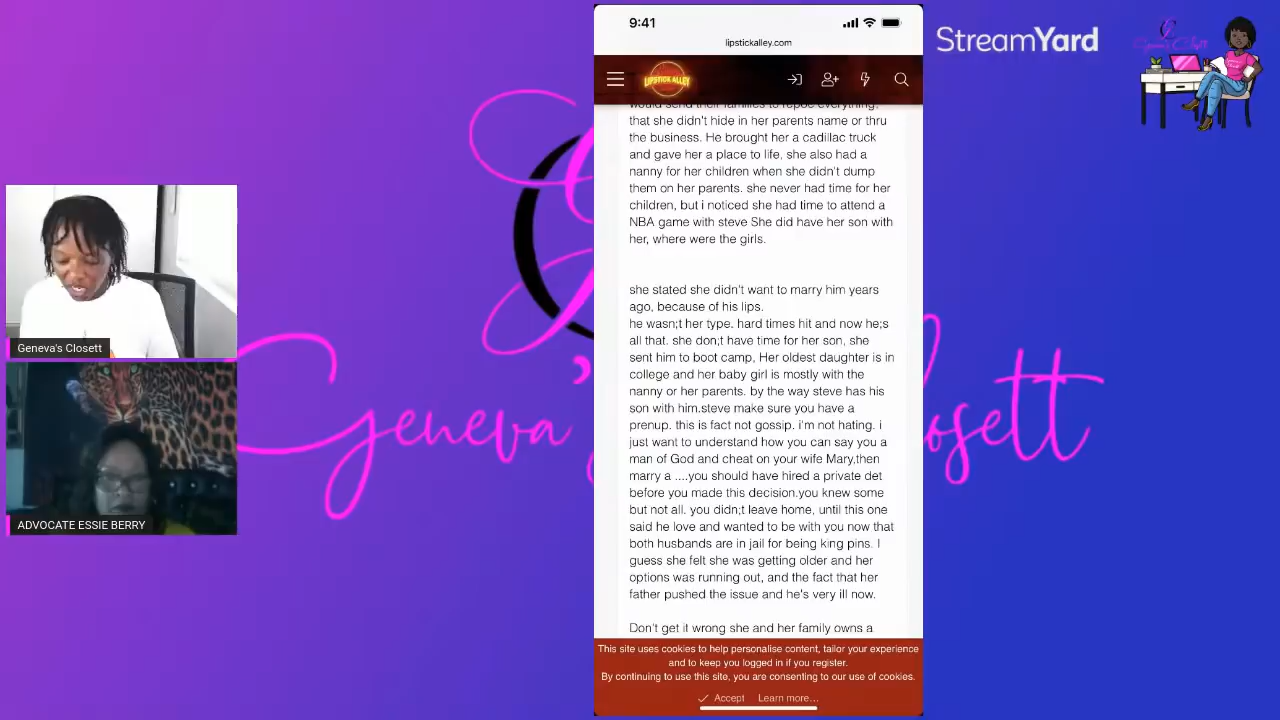 9:41
lipstickalley.com
LIPSTICK ALLEY
would send their families to repoe everything,
that she didn't hide in her parents name or thru
the business. He brought her a cadillac truck
and gave her a place to life, she also had a
nanny for her children when she didn't dump
them on her parents. she never had time for her
children, but i noticed she had time to attend a
NBA game with steve She did have her son with
her, where were the girls.
she stated she didn't want to marry him years
ago, because of his lips.
he wasn;t her type. hard times hit and now he;s
all that. she don;t have time for her son, she
sent him to boot camp, Her oldest daughter is in
college and her baby girl is mostly with the
nanny or her parents. by the way steve has his
son with him.steve make sure you have a
prenup. this is fact not gossip. i'm not hating. i
just want to understand how you can say you a
man of God and cheat on your wife Mary,then
marry a ....you should have hired a private det
before you made this decision.you knew some
but not all. you didn;t leave home, until this one
said he love and wanted to be with you now that
both husbands are in jail for being king pins. I
guess she felt she was getting older and her
options was running out, and the fact that her
father pushed the issue and he's very ill now.
Don't get it wrong she and her family owns a
This site uses cookies to help personalise content, tailor your experience
and to keep you logged in if you register.
By continuing to use this site, you are consenting to our use of cookies.
Accept Learn more…
StreamYard
Geneva's Closett
Geneva's Closett
ADVOCATE ESSIE BERRY
Geneva'
losett